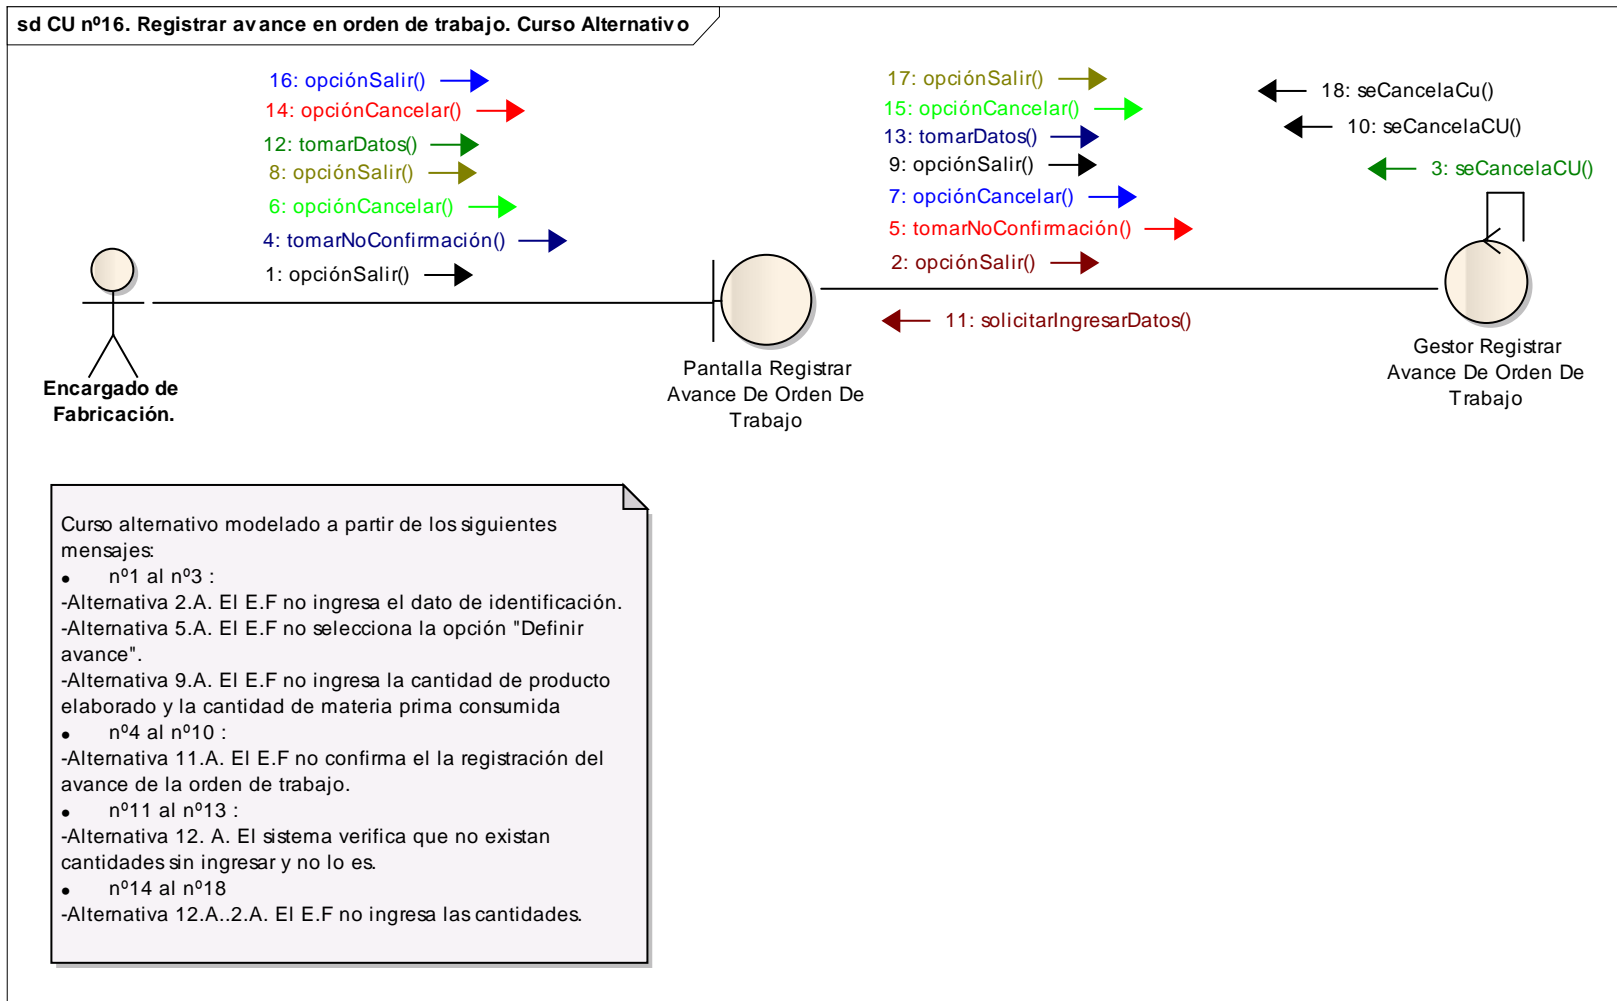 sd CU nº16. Registrar avance en orden de trabajo. Curso Alternativo
16: opciónSalir()
14: opciónCancelar()
12: tomarDatos()
8: opciónSalir()
6: opciónCancelar()
4: tomarNoConfirmación()
1: opciónSalir()
17: opciónSalir()
15: opciónCancelar()
13: tomarDatos()
9: opciónSalir()
7: opciónCancelar()
5: tomarNoConfirmación()
2: opciónSalir()
11: solicitarIngresarDatos()
18: seCancelaCu()
10: seCancelaCU()
3: seCancelaCU()
Encargado de
Fabricación.
Pantalla Registrar
Avance De Orden De
Trabajo
Gestor Registrar
Avance De Orden De
Trabajo
Curso alternativo modelado a partir de los siguientes
mensajes:
• nº1 al nº3 :
-Alternativa 2.A. El E.F no ingresa el dato de identificación.
-Alternativa 5.A. El E.F no selecciona la opción "Definir
avance".
-Alternativa 9.A. El E.F no ingresa la cantidad de producto
elaborado y la cantidad de materia prima consumida
• nº4 al nº10 :
-Alternativa 11.A. El E.F no confirma el la registración del
avance de la orden de trabajo.
• nº11 al nº13 :
-Alternativa 12. A. El sistema verifica que no existan
cantidades sin ingresar y no lo es.
• nº14 al nº18
-Alternativa 12.A..2.A. El E.F no ingresa las cantidades.